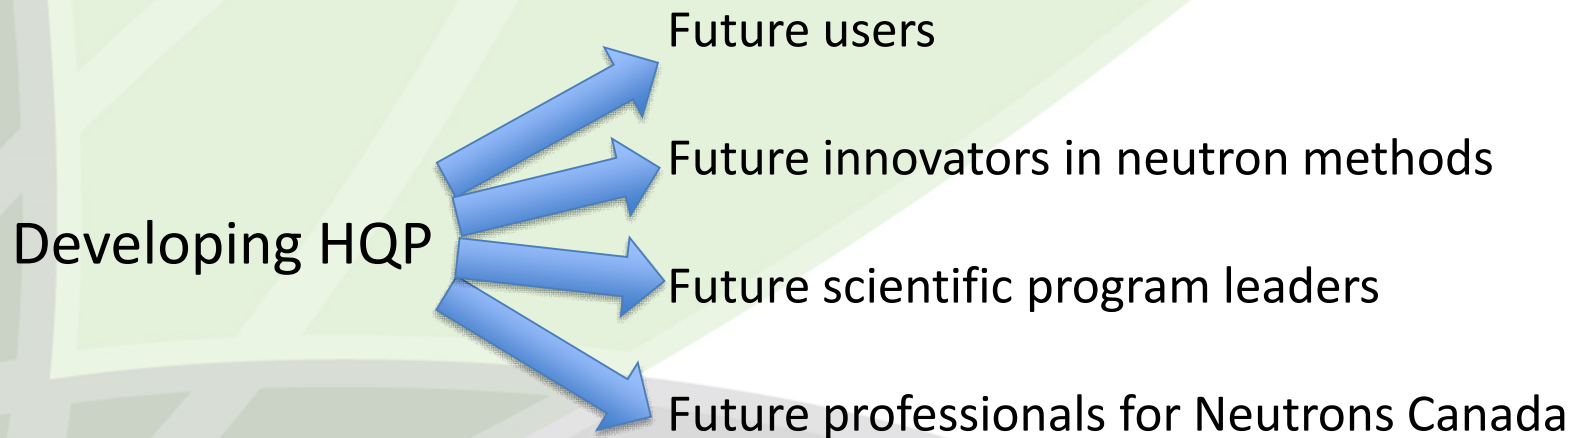 Future users
Future innovators in neutron methods
Developing HQP
Future scientific program leaders
Future professionals for Neutrons Canada